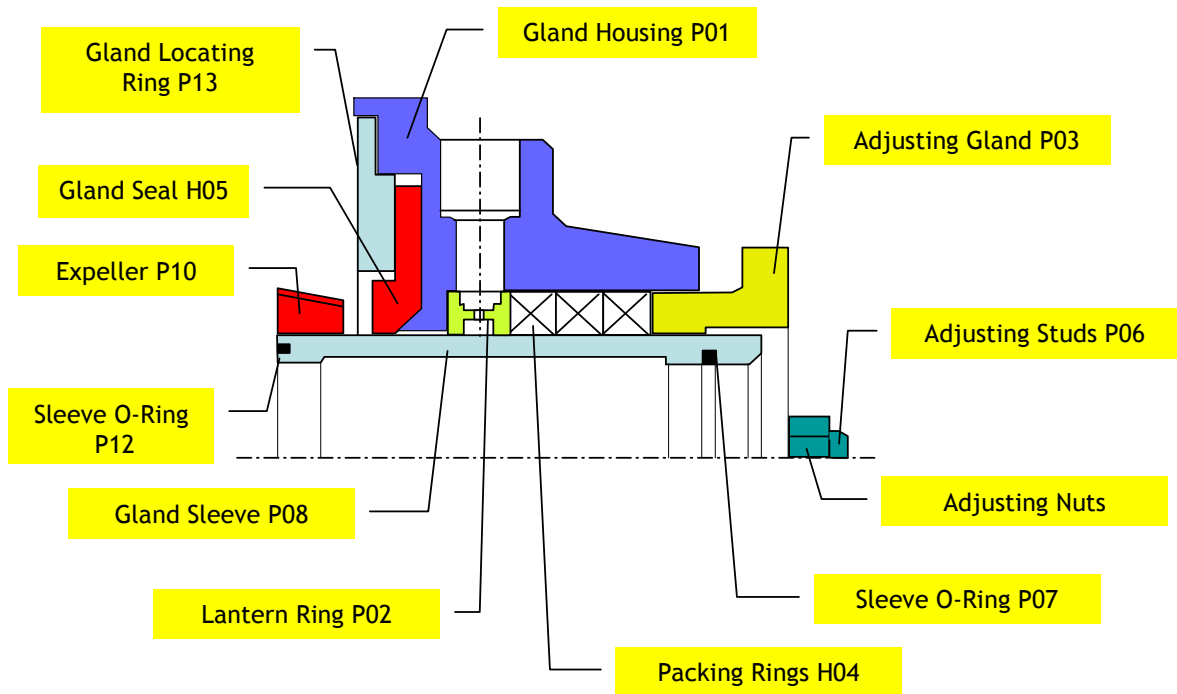 Gland Housing P01
Gland Locating
Ring P13
Adjusting Gland P03
Gland Seal H05
Expeller P10
Adjusting Studs P06
Sleeve O-Ring
P12
Gland Sleeve P08
Adjusting Nuts
Lantern Ring P02
Sleeve O-Ring P07
Packing Rings H04